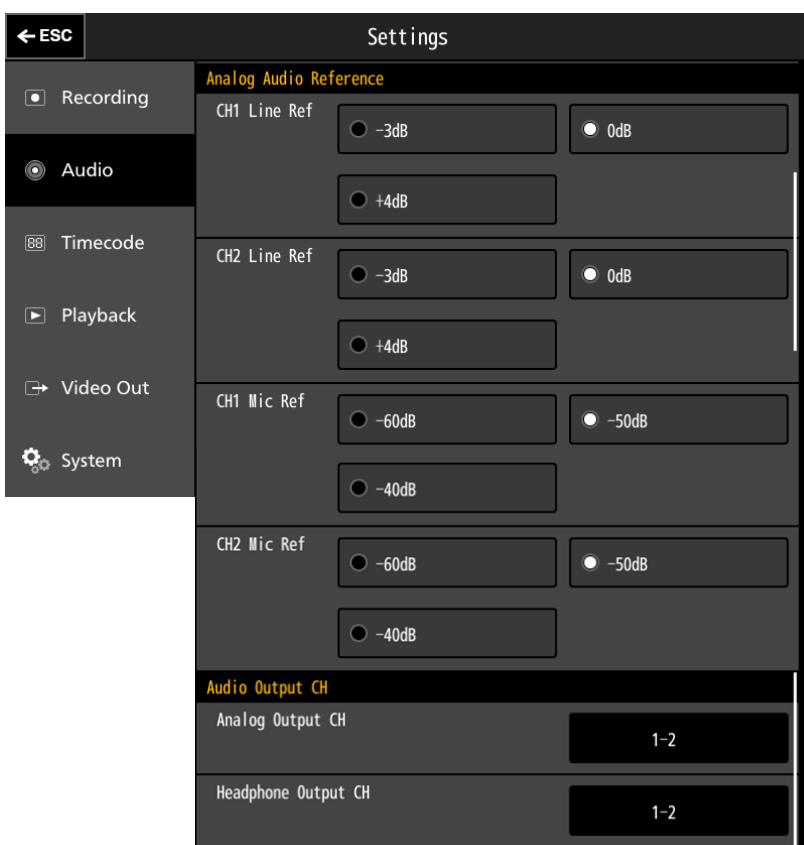 ←ESC
Settings
Recording
Audio
88 Timecode
Playback
Video Out
System
Analog Audio Reference
CH1 Line Ref
-3dB
0dB
+4dB
CH2 Line Ref
-3dB
0dB
+4dB
CH1 Mic Ref
-60dB
-50dB
-40dB
CH2 Mic Ref
-60dB
-50dB
-40dB
Audio Output CH
Analog Output CH
1-2
Headphone Output CH
1-2